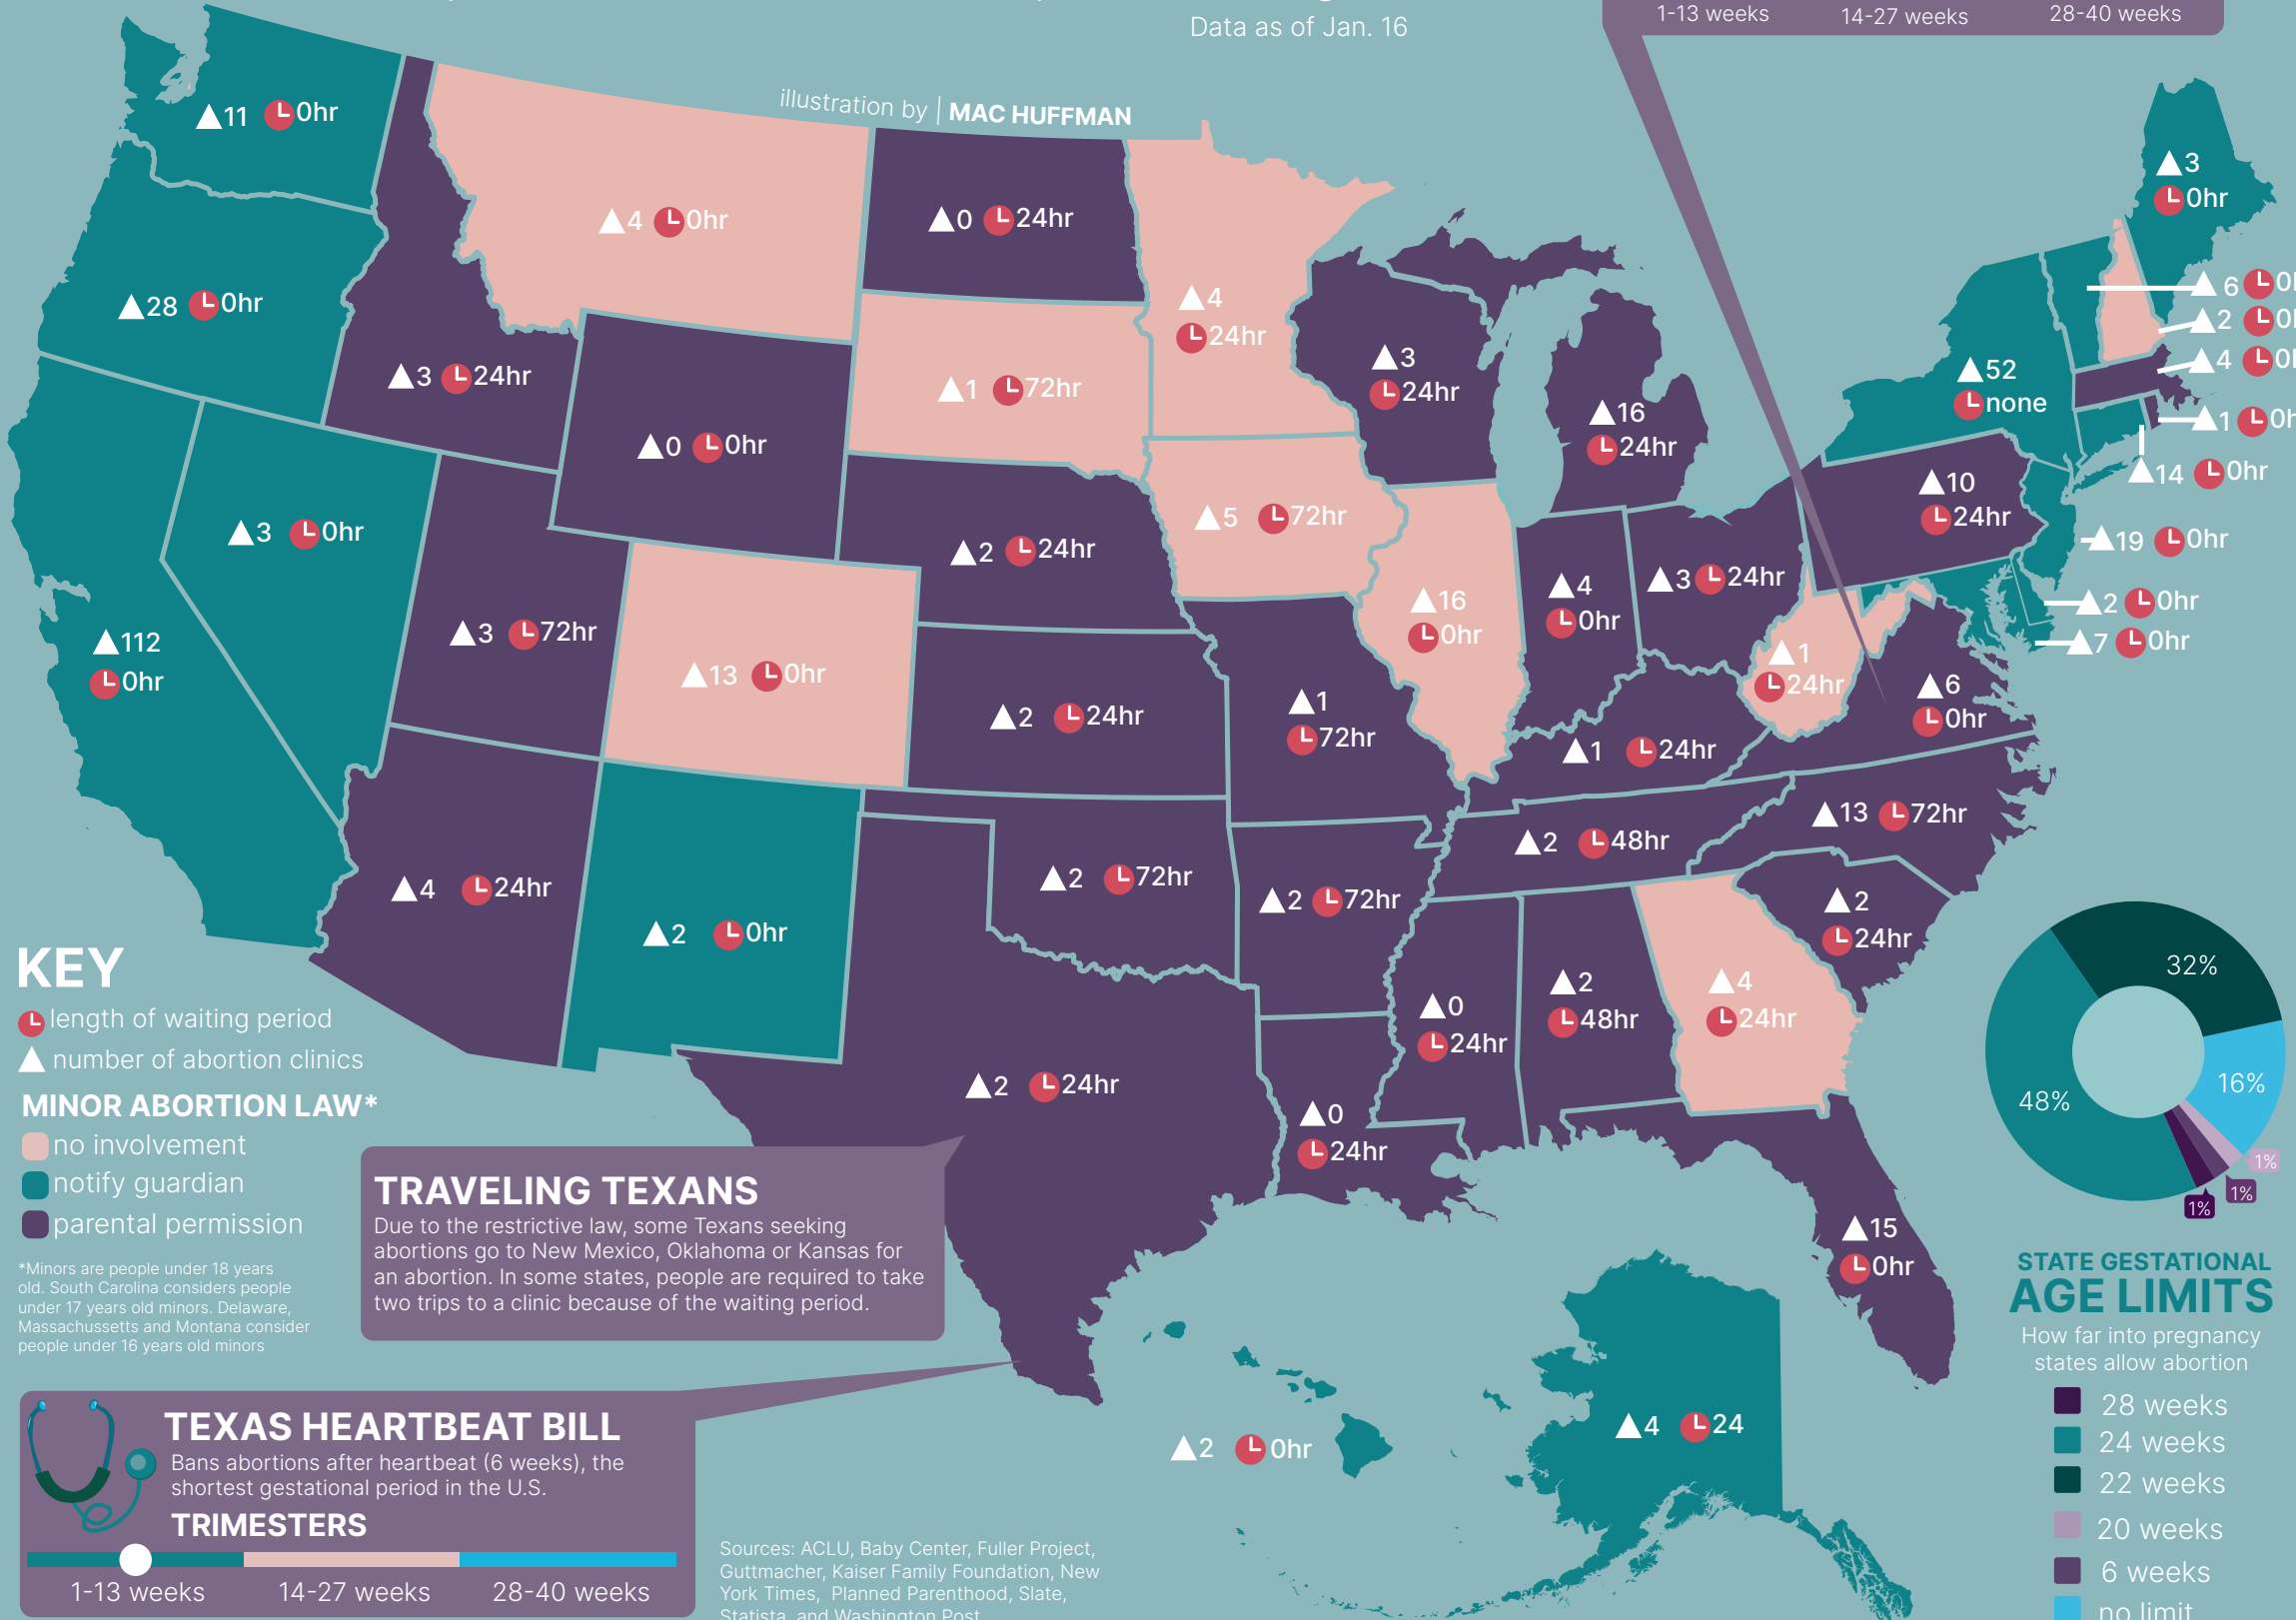 Data as of Jan. 16
1-13 weeks 14-27 weeks 28-40 weeks
illustration by | MAC HUFFMAN
11 0hr
4 0hr
0 24hr
3
0hr
28 0hr
4
24hr
6
2
4
1
14 0hr
3 24hr
1 72hr
3
24hr
16
24hr
52
none
0 0hr
10
24hr
3 0hr
2 24hr
5 72hr
19 0hr
112
0hr
3 72hr
13 0hr
16
0hr
4
0hr
3 24hr
2 0hr
7 0hr
1
24hr
6
0hr
2 24hr
1
72hr
1 24hr
4 24hr
2 0hr
2 72hr
2 72hr
2 48hr
13 72hr
2
24hr
0
24hr
2
48hr
4
24hr
2 24hr
0
24hr
15
0hr
2 0hr
4 24
KEY
length of waiting period
number of abortion clinics
MINOR ABORTION LAW*
no involvement
notify guardian
parental permission
*Minors are people under 18 years
old. South Carolina considers people
under 17 years old minors. Delaware,
Massachussetts and Montana consider
people under 16 years old minors
TRAVELING TEXANS
Due to the restrictive law, some Texans seeking
abortions go to New Mexico, Oklahoma or Kansas for
an abortion. In some states, people are required to take
two trips to a clinic because of the waiting period.
TEXAS HEARTBEAT BILL
Bans abortions after heartbeat (6 weeks), the
shortest gestational period in the U.S.
TRIMESTERS
1-13 weeks 14-27 weeks 28-40 weeks
Sources: ACLU, Baby Center, Fuller Project,
Guttmacher, Kaiser Family Foundation, New
York Times, Planned Parenthood, Slate,
Statista, and Washington Post
32%
16%
48%
1%
1%
1%
STATE GESTATIONAL
AGE LIMITS
How far into pregnancy
states allow abortion
28 weeks
24 weeks
22 weeks
20 weeks
6 weeks
no limit